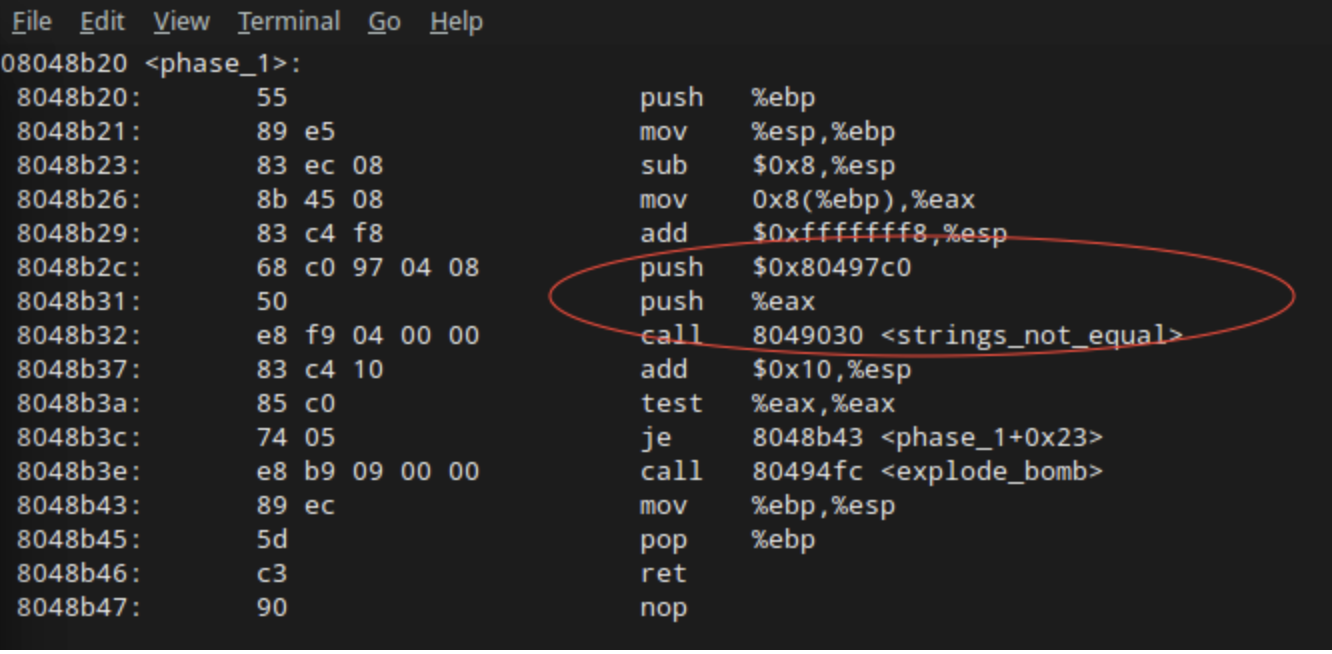 File Edit View Terminal Go Help
08048b20 <phase_1>:
8048b20: 55 push %ebp
8048b21: 89 e5 mov %esp,%ebp
8048b23: 83 ec 08 sub $0x8,%esp
8048b26: 8b 45 08 mov 0x8(%ebp),%eax
8048b29: 83 c4 f8 add $0xfffffff8,%esp
8048b2c: 68 c0 97 04 08 push $0x80497c0
8048b31: 50 push %eax
8048b32: e8 f9 04 00 00 call 8049030 <strings_not_equal>
8048b37: 83 c4 10 add $0x10,%esp
8048b3a: 85 c0 test %eax,%eax
8048b3c: 74 05 je 8048b43 <phase_1+0x23>
8048b3e: e8 b9 09 00 00 call 80494fc <explode_bomb>
8048b43: 89 ec mov %ebp,%esp
8048b45: 5d pop %ebp
8048b46: c3 ret
8048b47: 90 nop